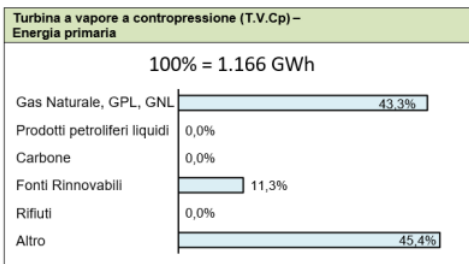 Turbina a vapore a contropressione (T.V.Cp) –
Energia primaria
100% = 1.166 GWh
Gas Naturale, GPL, GNL 43,3%
Prodotti petroliferi liquidi 0,0%
Carbone 0,0%
Fonti Rinnovabili 11,3%
Rifiuti 0,0%
Altro 45,4%